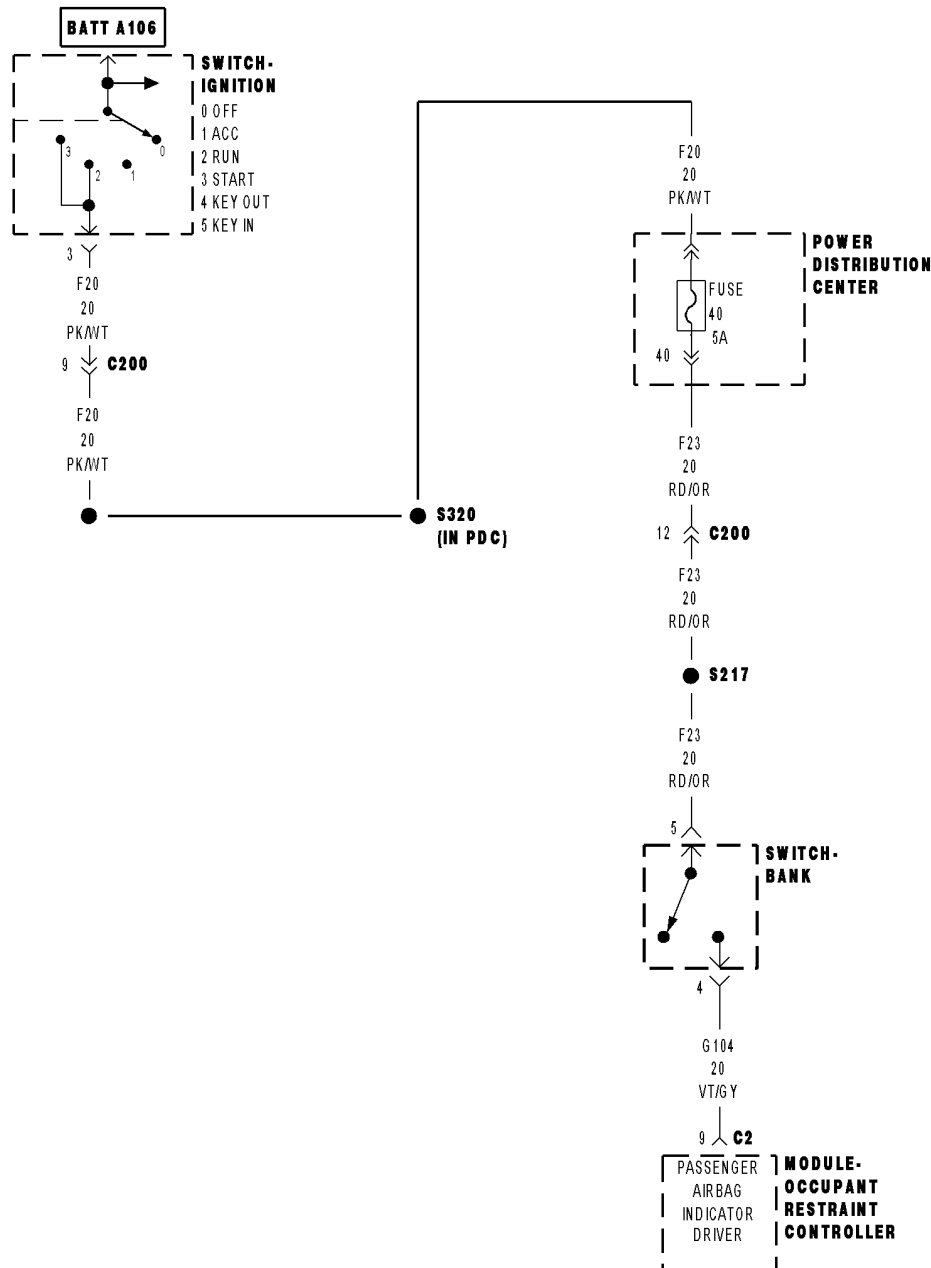 BATT A106
SWITCH-
IGNITION
0 OFF
1 ACC
2 RUN
3 START
4 KEY OUT
5 KEY IN
3
2
1
0
3
F20
20
PK/WT
9
C200
F20
20
PK/WT
S320
(IN PDC)
F20
20
PK/WT
POWER
DISTRIBUTION
CENTER
FUSE
40
5A
40
F23
20
RD/OR
12
C200
F23
20
RD/OR
S217
F23
20
RD/OR
5
SWITCH-
BANK
4
G104
20
VT/GY
9
C2
PASSENGER
AIRBAG
INDICATOR
DRIVER
MODULE-
OCCUPANT
RESTRAINT
CONTROLLER